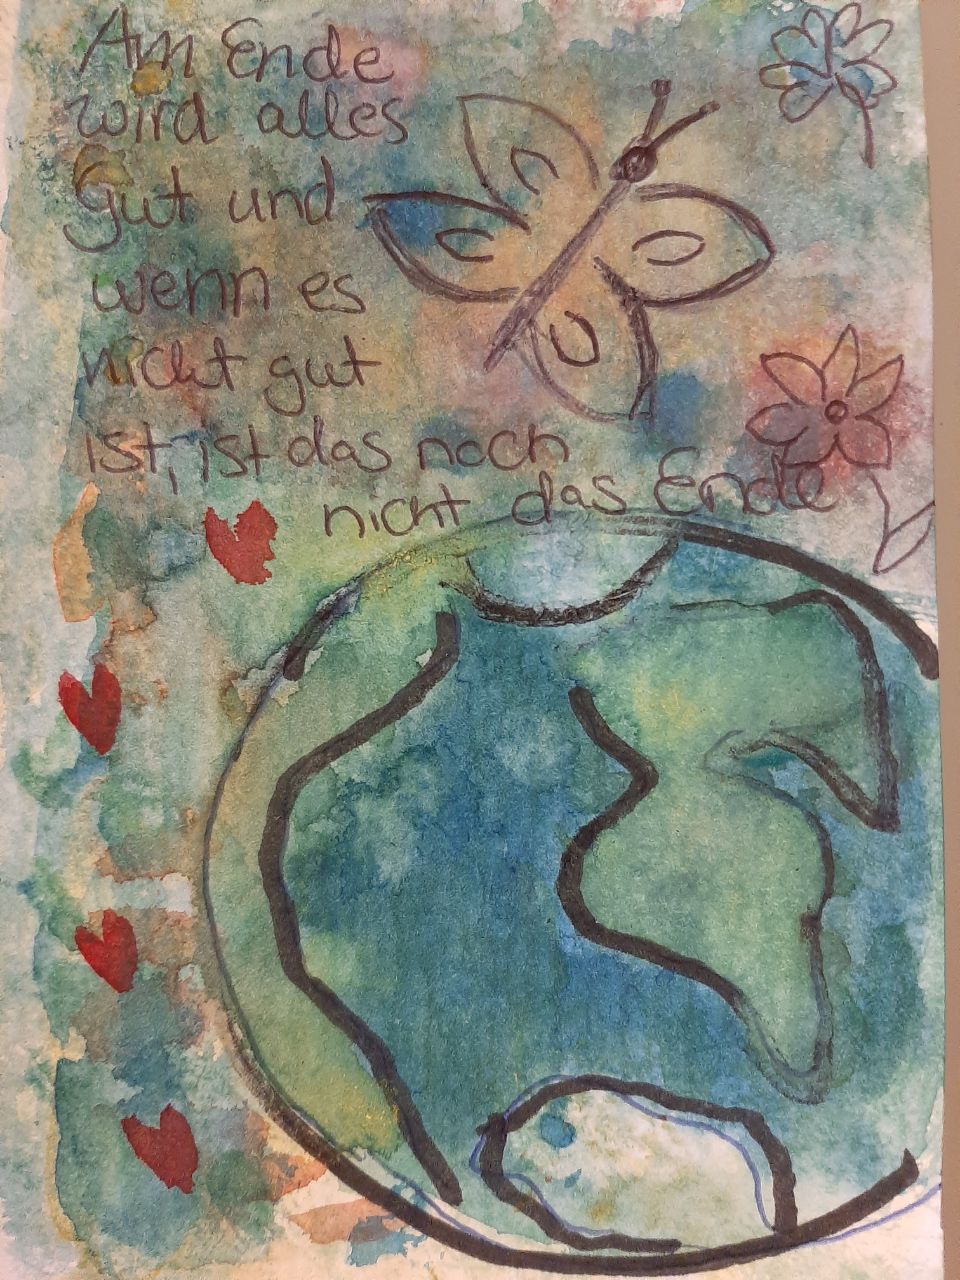 Am Ende
wird alles
gut und
wenn es
nicht gut
ist, ist das noch
nicht das Ende